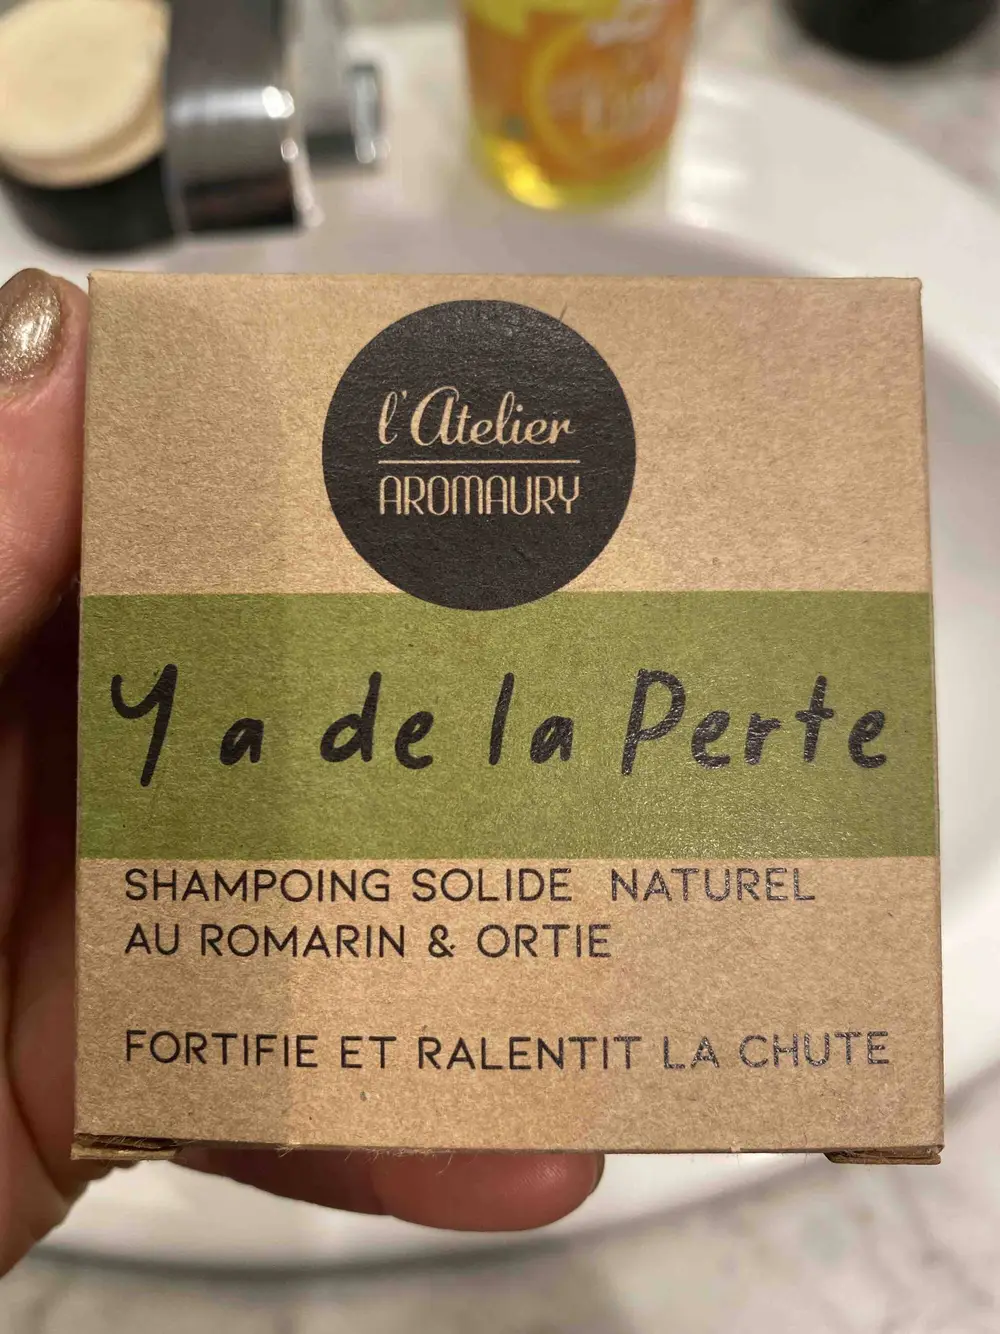 l'Atelier
AROMAURY
Y a de la Perte
SHAMPOING SOLIDE NATUREL
AU ROMARIN & ORTIE
FORTIFIE ET RALENTIT LA CHUTE